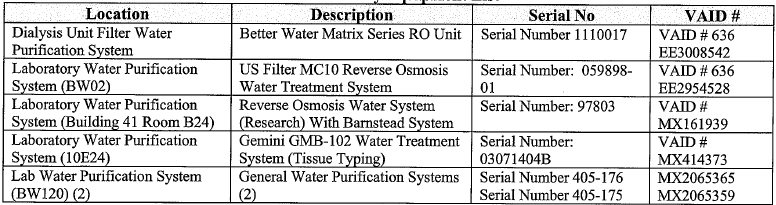 Location Description Serial No VAID #
Dialysis Unit Filter Water Better Water Matrix Series RO Unit Serial Number 1110017 VAID # 636
Purification System EE3008542
Laboratory Water Purification US Filter MC10 Reverse Osmosis Serial Number: 059898- VAID # 636
System (BW02) Water Treatment System 01 EE2954528
Laboratory Water Purification Reverse Osmosis Water System Serial Number: 97803 VAID #
System (Building 41 Room B24) (Research) With Barnstead System MX161939
Laboratory Water Purification Gemini GMB-102 Water Treatment Serial Number: VAID #
System (10E24) System (Tissue Typing) 03071404B MX414373
Lab Water Purification System General Water Purification Systems Serial Number 405-176 MX2065365
(BW120) (2) (2) Serial Number 405-175 MX2065359